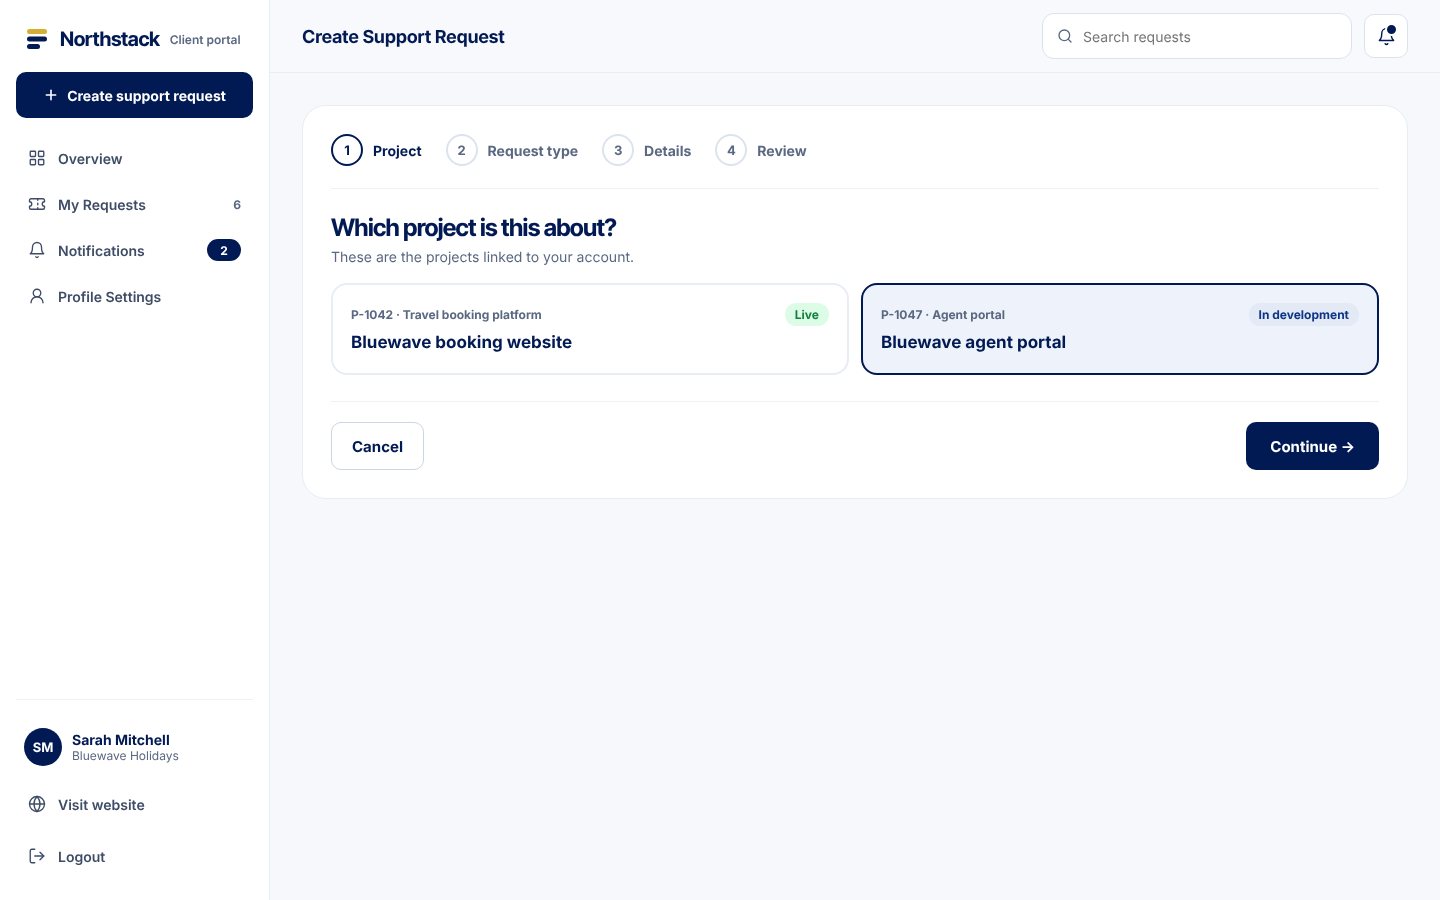 Northstack Client portal
Create support request
Overview
My Requests 6
Notifications 2
Profile Settings
Sarah Mitchell
SM
Bluewave Holidays
Visit website
Logout
Create Support Request
Search requests
1 Project 2 Request type 3 Details 4 Review
Which project is this about?
These are the projects linked to your account.
P-1042 · Travel booking platform Live
Bluewave booking website
P-1047 · Agent portal In development
Bluewave agent portal
Cancel
Continue →